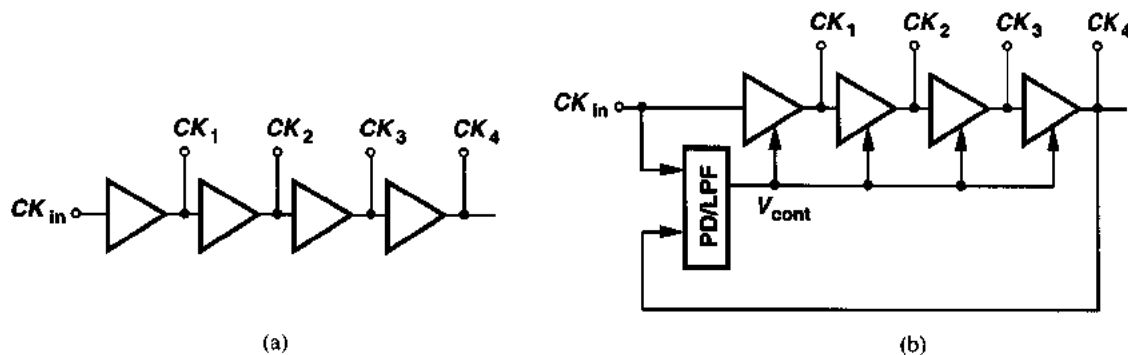 CK1 CK2 CK3 CK4
CKin
(a)
CK1 CK2 CK3 CK4
CKin
PD/LPF
Vcont
(b)